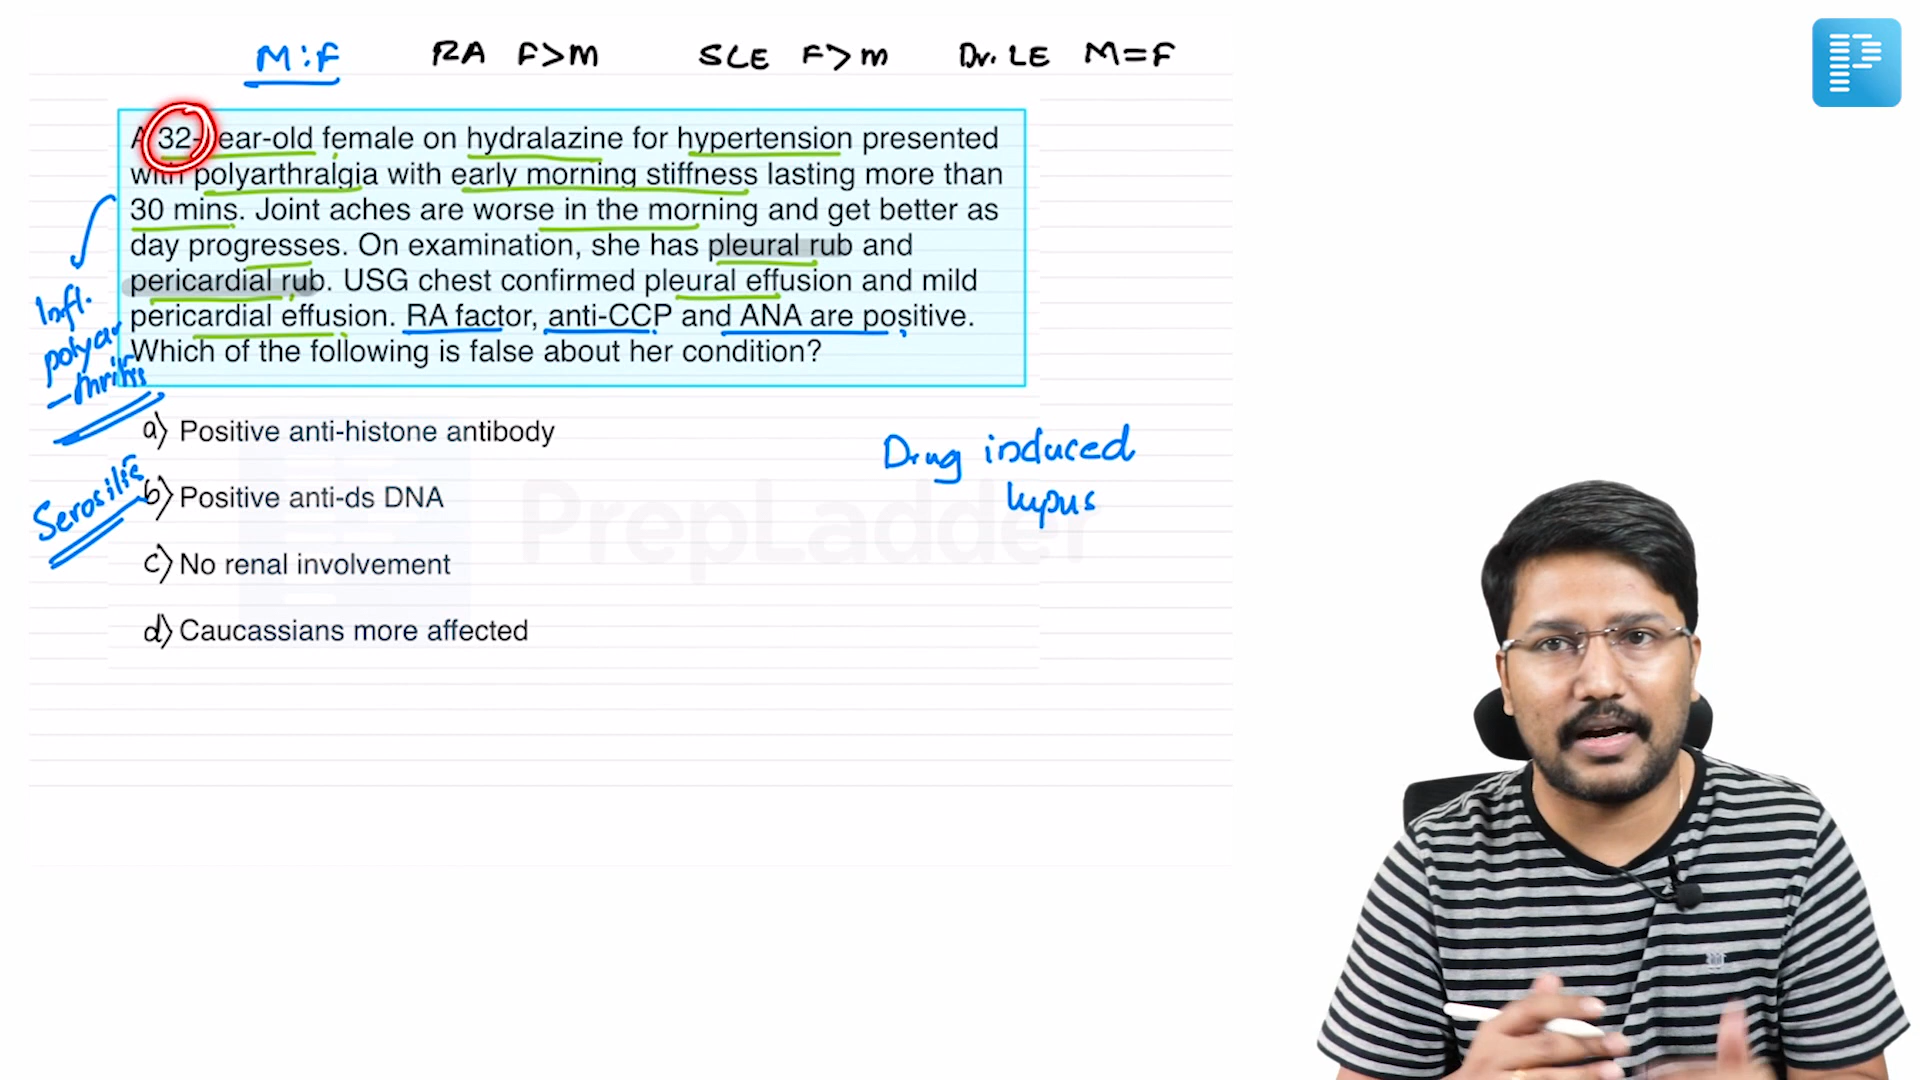 M:F RA F>m SLE F>m Dr. LE M=F
A 32-year-old female on hydralazine for hypertension presented
with polyarthralgia with early morning stiffness lasting more than
30 mins. Joint aches are worse in the morning and get better as
day progresses. On examination, she has pleural rub and
pericardial rub. USG chest confirmed pleural effusion and mild
pericardial effusion. RA factor, anti-CCP and ANA are positive.
Which of the following is false about her condition?
Infl.
polyar
-thritis
Serositis
a) Positive anti-histone antibody
b) Positive anti-ds DNA
c) No renal involvement
d) Caucassians more affected
Drug induced
lupus
PrepLadder